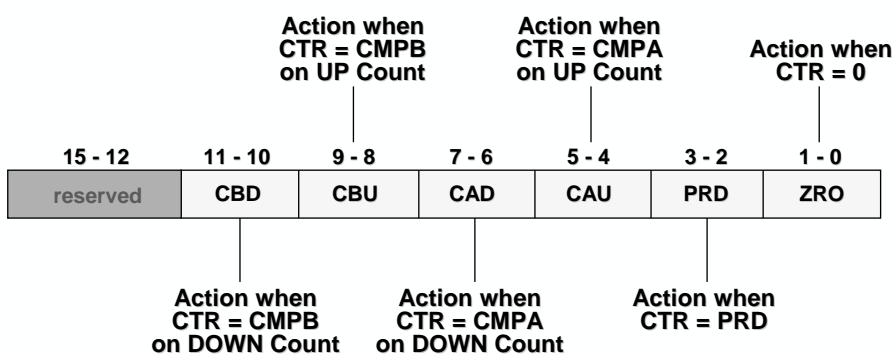 Action when
CTR = CMPB
on UP Count
Action when
CTR = CMPA
on UP Count
Action when
CTR = 0
15 - 12
11 - 10
9 - 8
7 - 6
5 - 4
3 - 2
1 - 0
reserved
CBD
CBU
CAD
CAU
PRD
ZRO
Action when
CTR = CMPB
on DOWN Count
Action when
CTR = CMPA
on DOWN Count
Action when
CTR = PRD